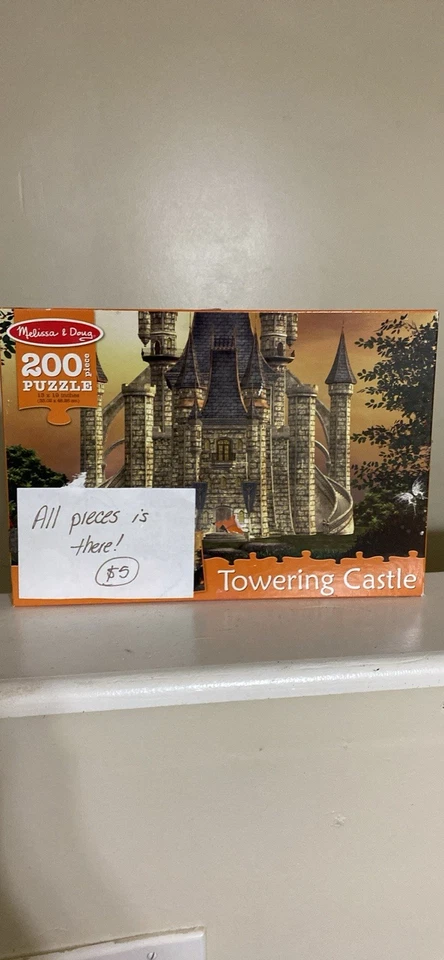 Melissa & Doug
200 piece
PUZZLE
All pieces is
there!
$5
Towering Castle